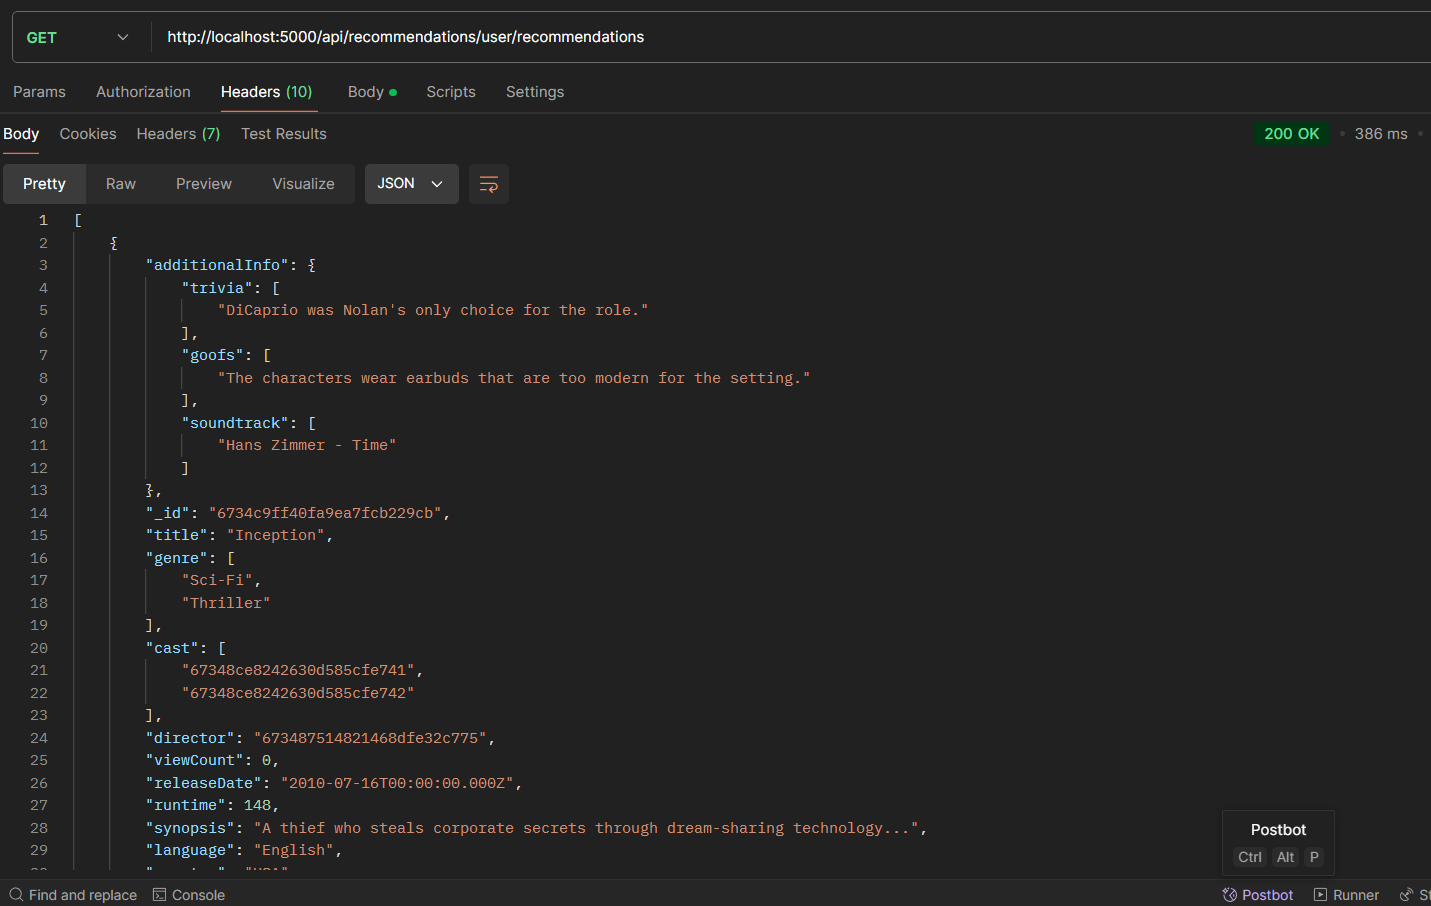 GET http://localhost:5000/api/recommendations/user/recommendations
Params Authorization Headers (10) Body Scripts Settings
Body Cookies Headers (7) Test Results 200 OK 386 ms
Pretty Raw Preview Visualize JSON
1 [
2 {
3 "additionalInfo": {
4 "trivia": [
5 "DiCaprio was Nolan's only choice for the role."
6 ],
7 "goofs": [
8 "The characters wear earbuds that are too modern for the setting."
9 ],
10 "soundtrack": [
11 "Hans Zimmer - Time"
12 ]
13 },
14 "_id": "6734c9ff40fa9ea7fcb229cb",
15 "title": "Inception",
16 "genre": [
17 "Sci-Fi",
18 "Thriller"
19 ],
20 "cast": [
21 "67348ce8242630d585cfe741",
22 "67348ce8242630d585cfe742"
23 ],
24 "director": "673487514821468dfe32c775",
25 "viewCount": 0,
26 "releaseDate": "2010-07-16T00:00:00.000Z",
27 "runtime": 148,
28 "synopsis": "A thief who steals corporate secrets through dream-sharing technology...",
29 "language": "English",
Postbot
Ctrl Alt P
Find and replace Console Postbot Runner